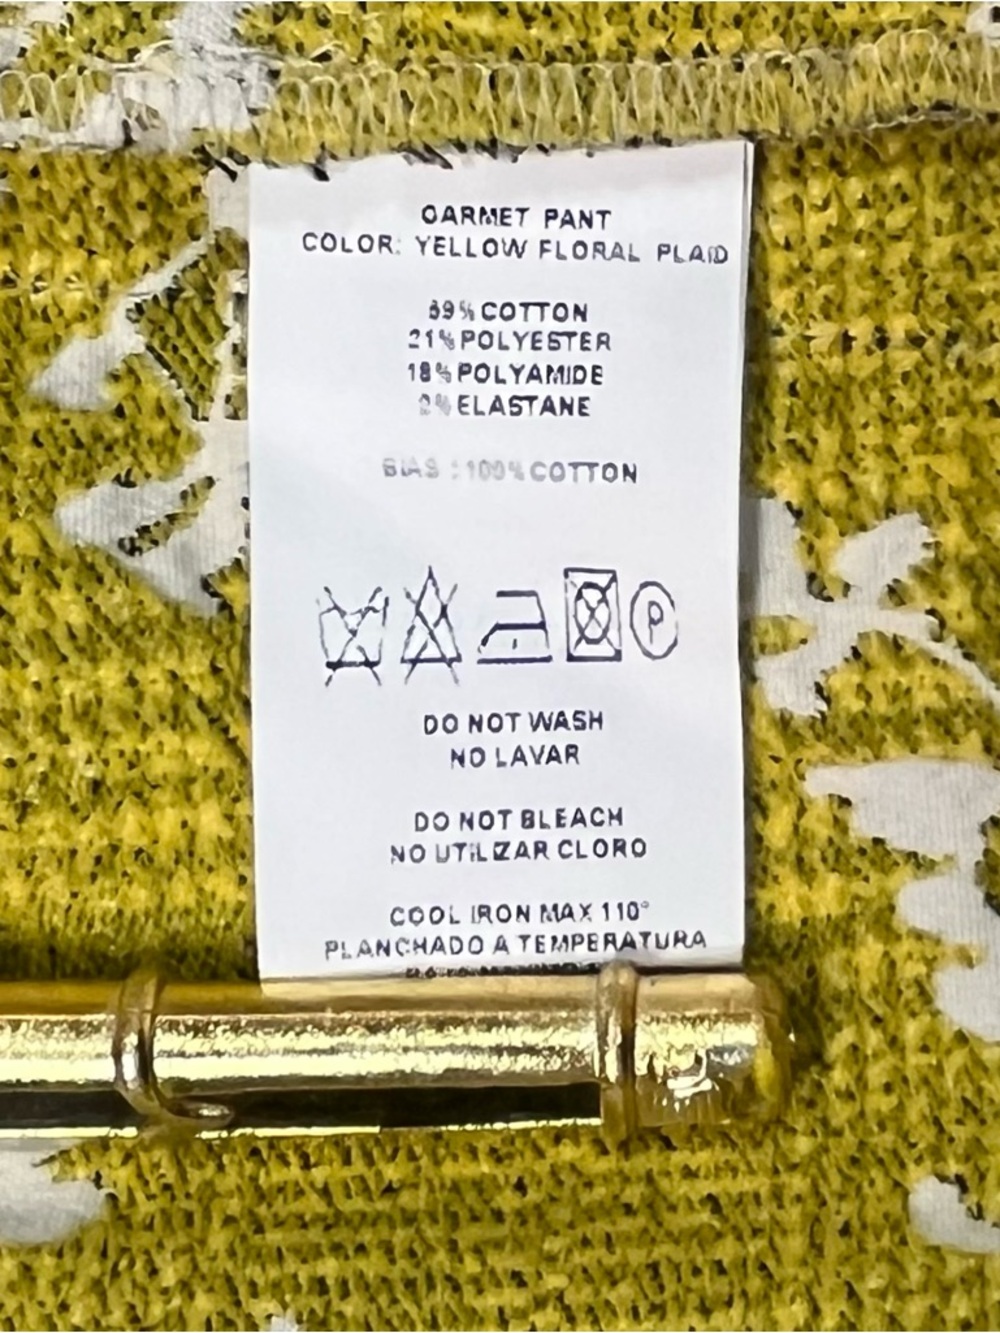 GARMET PANT
COLOR: YELLOW FLORAL PLAID
59% COTTON
21% POLYESTER
18% POLYAMIDE
2% ELASTANE
BIAS : 100% COTTON
P
DO NOT WASH
NO LAVAR
DO NOT BLEACH
NO UTILIZAR CLORO
COOL IRON MAX 110°
PLANCHADO A TEMPERATURA